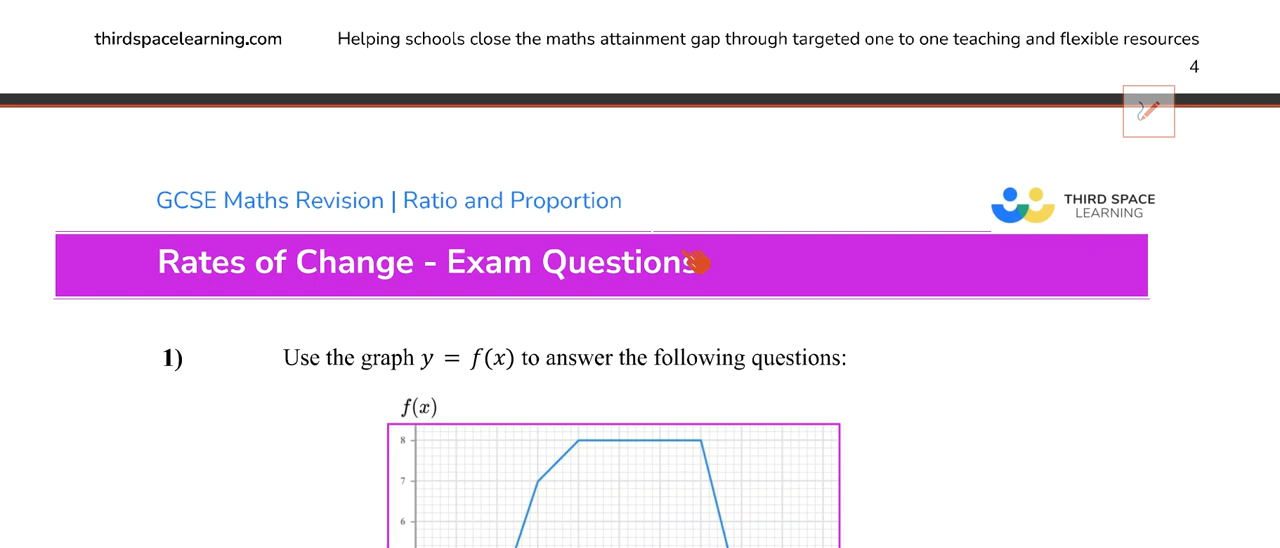 thirdspacelearning.com Helping schools close the maths attainment gap through targeted one to one teaching and flexible resources
4
GCSE Maths Revision | Ratio and Proportion
THIRD SPACE
LEARNING
Rates of Change - Exam Questions
1) Use the graph y = f(x) to answer the following questions:
f(x)
8
7
6